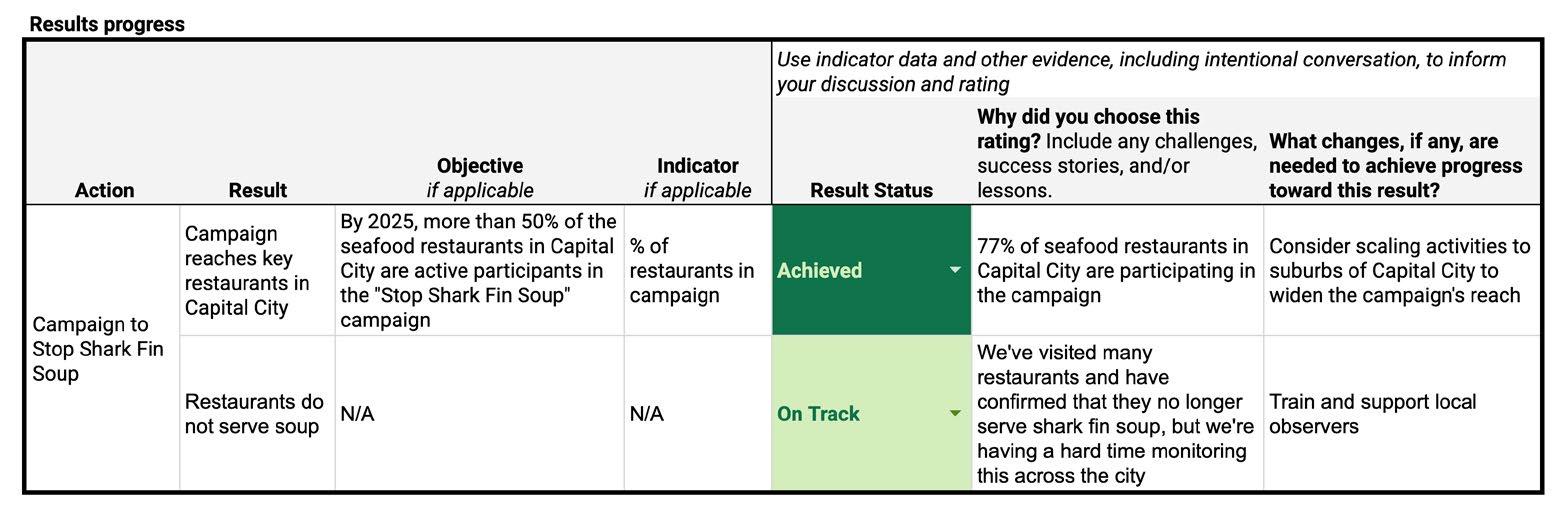 Results progress
Use indicator data and other evidence, including intentional conversation, to inform
your discussion and rating
Action
Result
Objective
if applicable
Indicator
if applicable
Result Status
Why did you choose this
rating? Include any challenges,
success stories, and/or
lessons.
What changes, if any, are
needed to achieve progress
toward this result?
Campaign to
Stop Shark Fin
Soup
Campaign
reaches key
restaurants in
Capital City
By 2025, more than 50% of the
seafood restaurants in Capital
City are active participants in
the "Stop Shark Fin Soup"
campaign
% of
restaurants in
campaign
Achieved
77% of seafood restaurants in
Capital City are participating in
the campaign
Consider scaling activities to
suburbs of Capital City to
widen the campaign's reach
Restaurants do
not serve soup
N/A
N/A
On Track
We've visited many
restaurants and have
confirmed that they no longer
serve shark fin soup, but we're
having a hard time monitoring
this across the city
Train and support local
observers